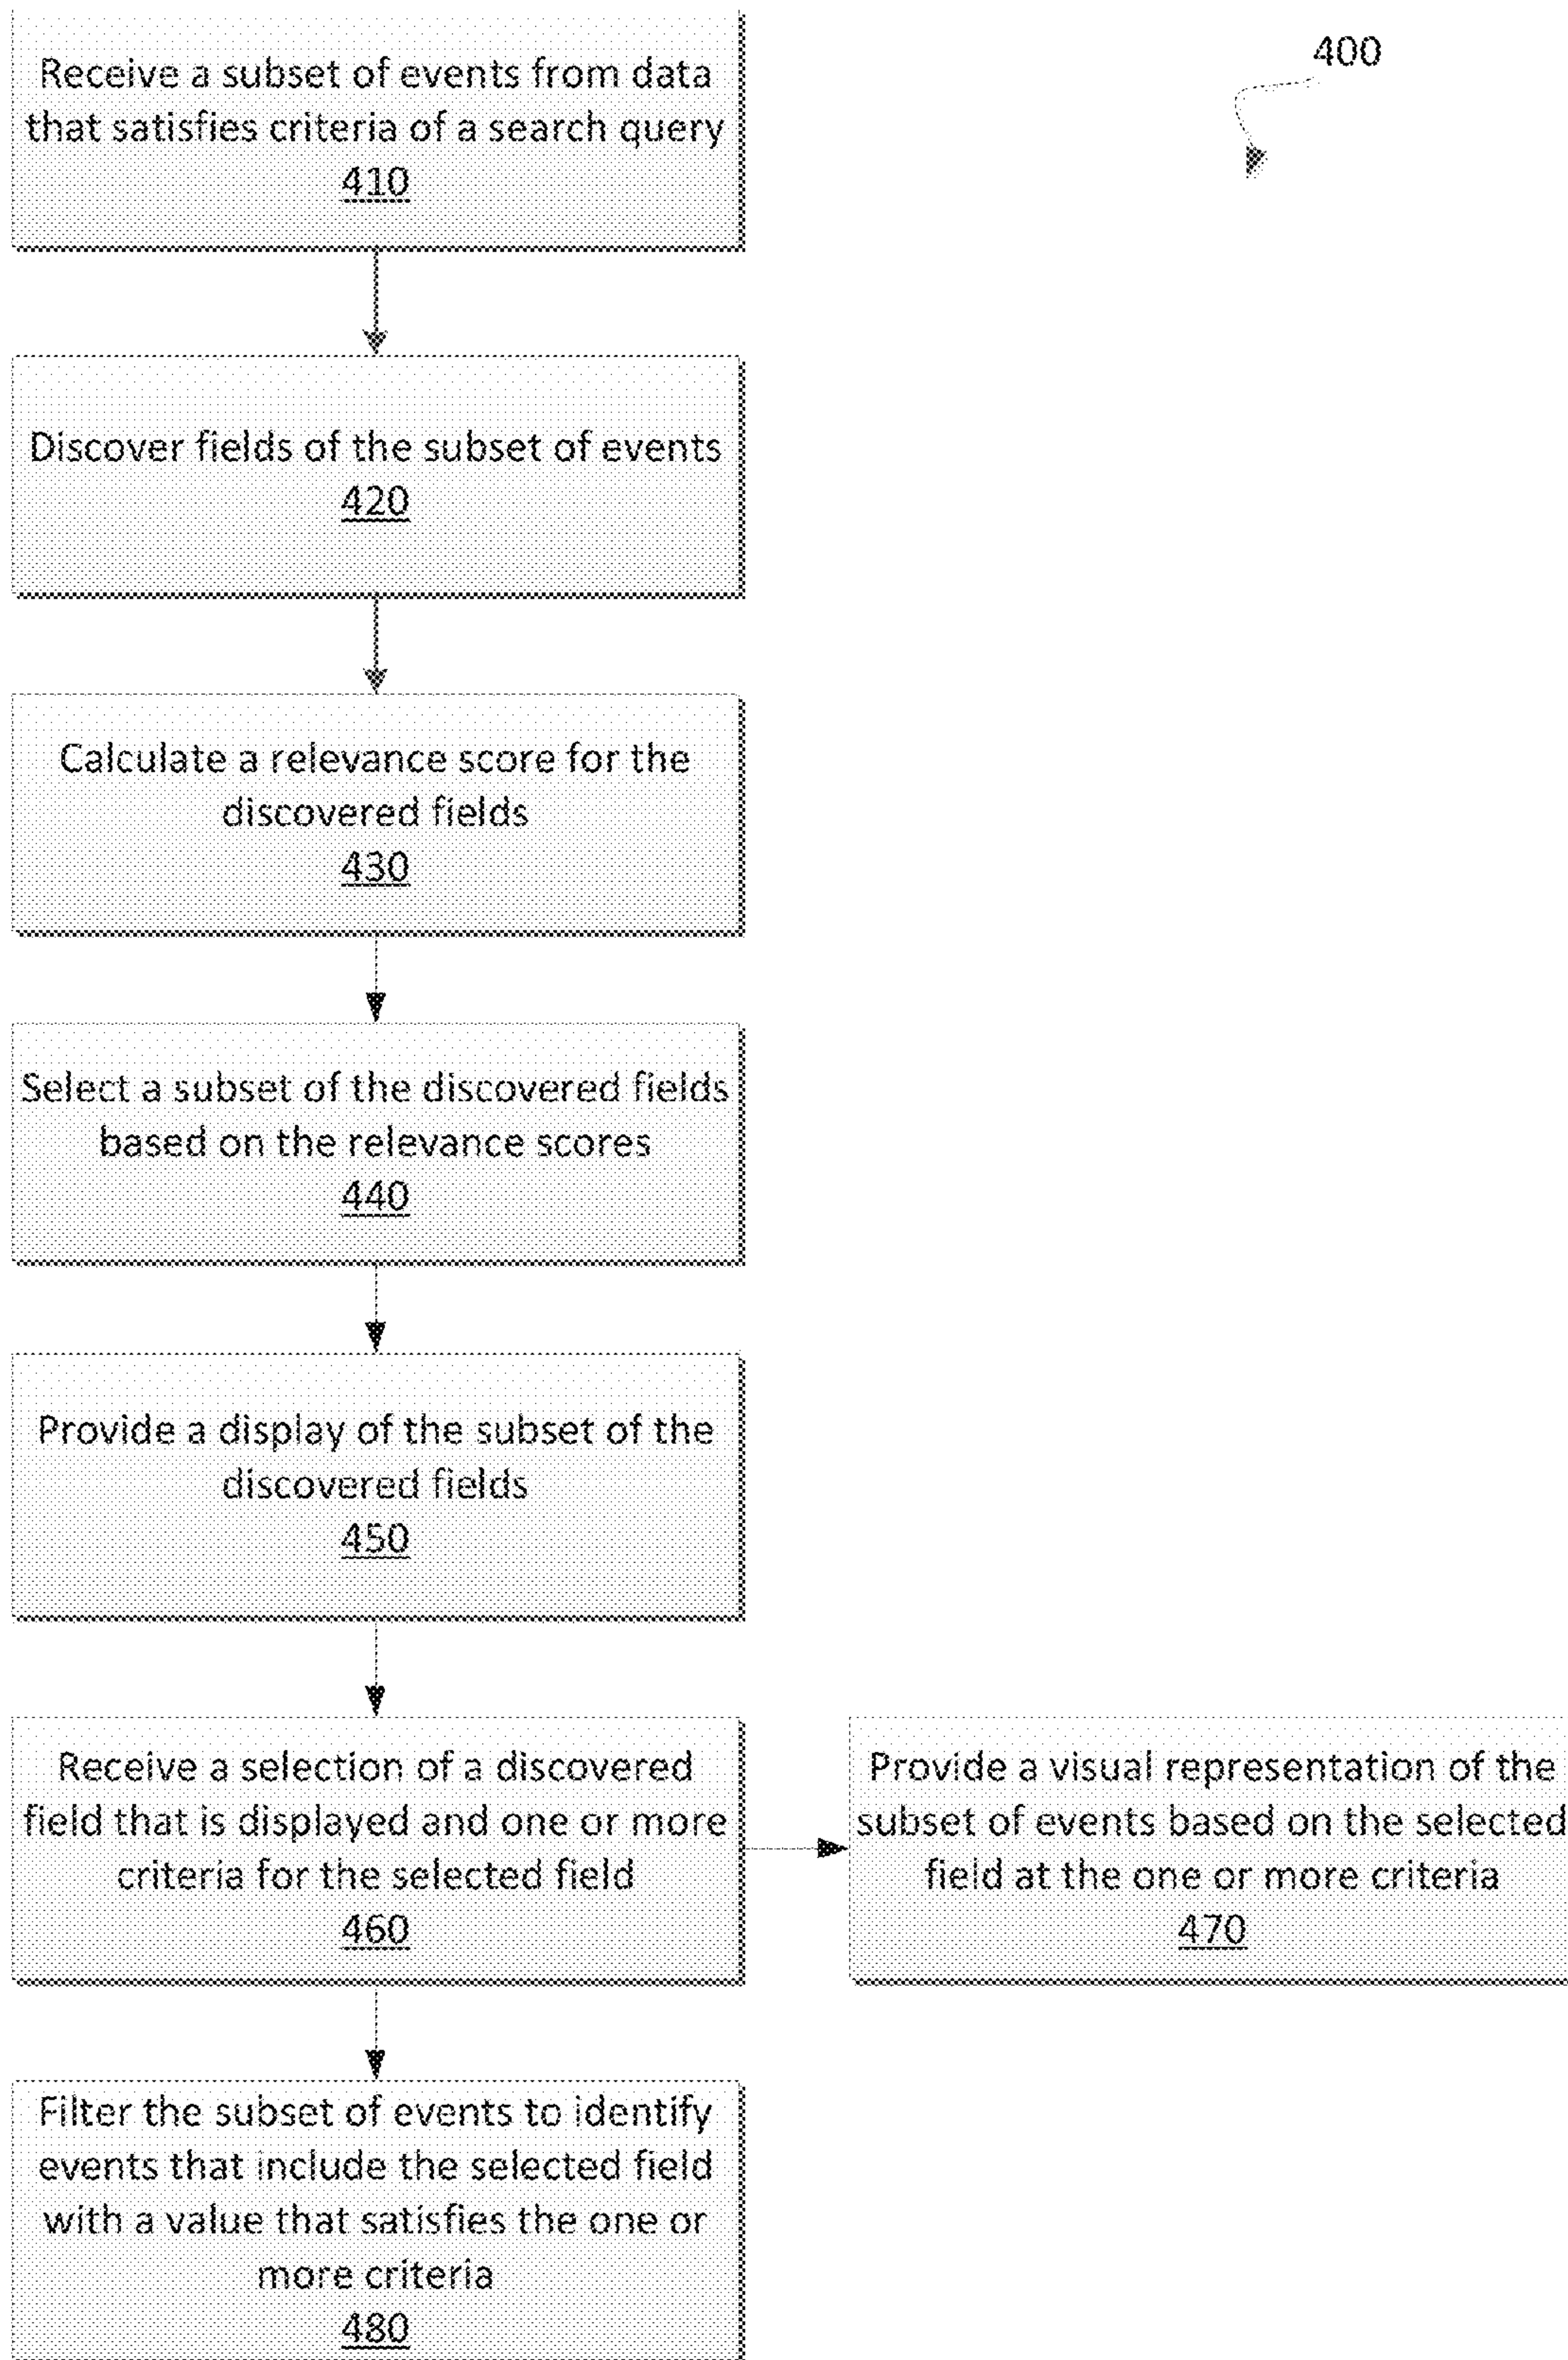 400
Receive a subset of events from data
that satisfies criteria of a search query
410
Discover fields of the subset of events
420
Calculate a relevance score for the
discovered fields
430
Select a subset of the discovered fields
based on the relevance scores
440
Provide a display of the subset of the
discovered fields
450
Receive a selection of a discovered
field that is displayed and one or more
criteria for the selected field
460
Provide a visual representation of the
subset of events based on the selected
field at the one or more criteria
470
Filter the subset of events to identify
events that include the selected field
with a value that satisfies the one or
more criteria
480